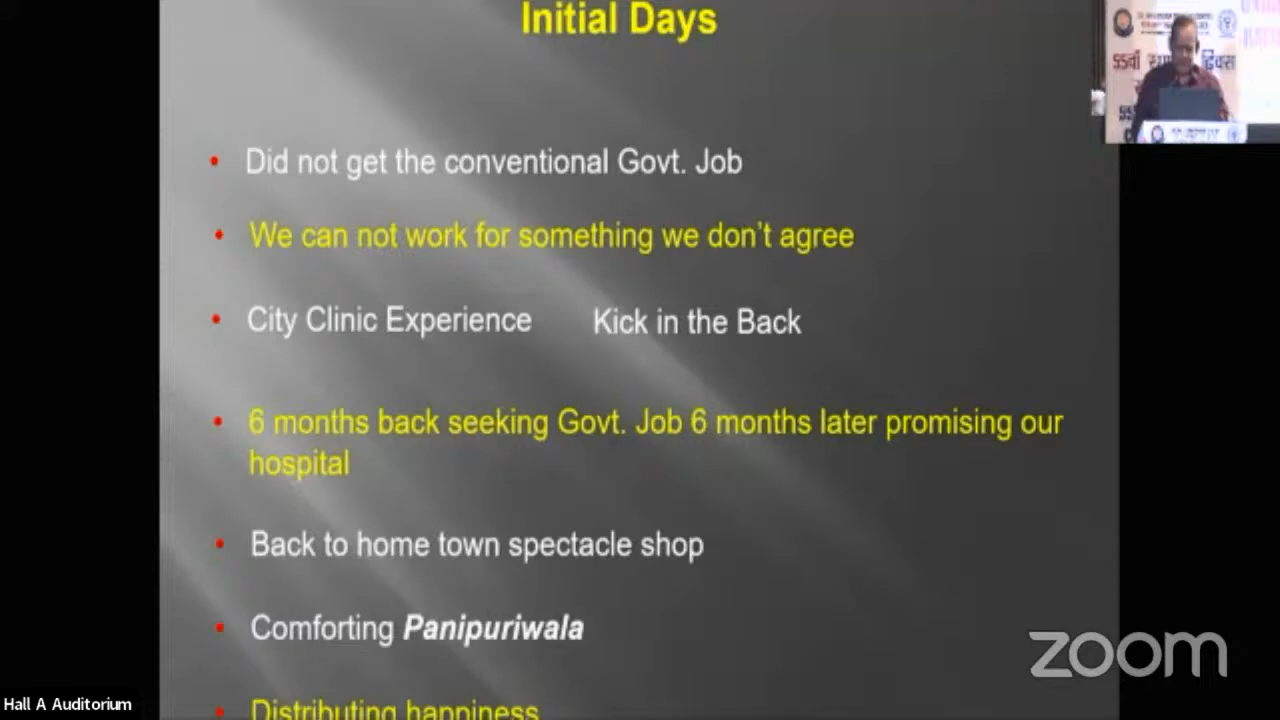 Initial Days
55वीं
दिवस
• Did not get the conventional Govt. Job
• We can not work for something we don't agree
• City Clinic Experience Kick in the Back
• 6 months back seeking Govt. Job 6 months later promising our
hospital
• Back to home town spectacle shop
• Comforting Panipuriwala
• Distributing happiness
zoom
Hall A Auditorium